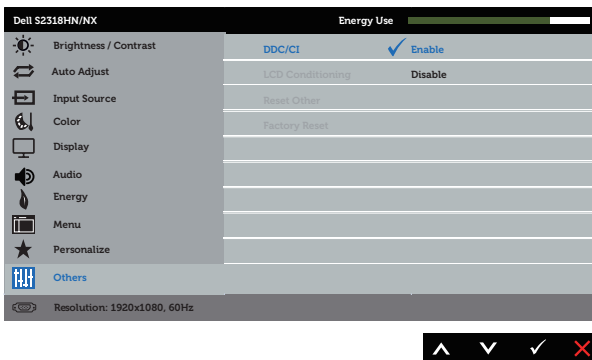 Dell S2318HN/NX Energy Use
Brightness / Contrast DDC/CI Enable
Auto Adjust LCD Conditioning Disable
Input Source Reset Other
Color Factory Reset
Display
Audio
Energy
Menu
Personalize
Others
Resolution: 1920x1080, 60Hz